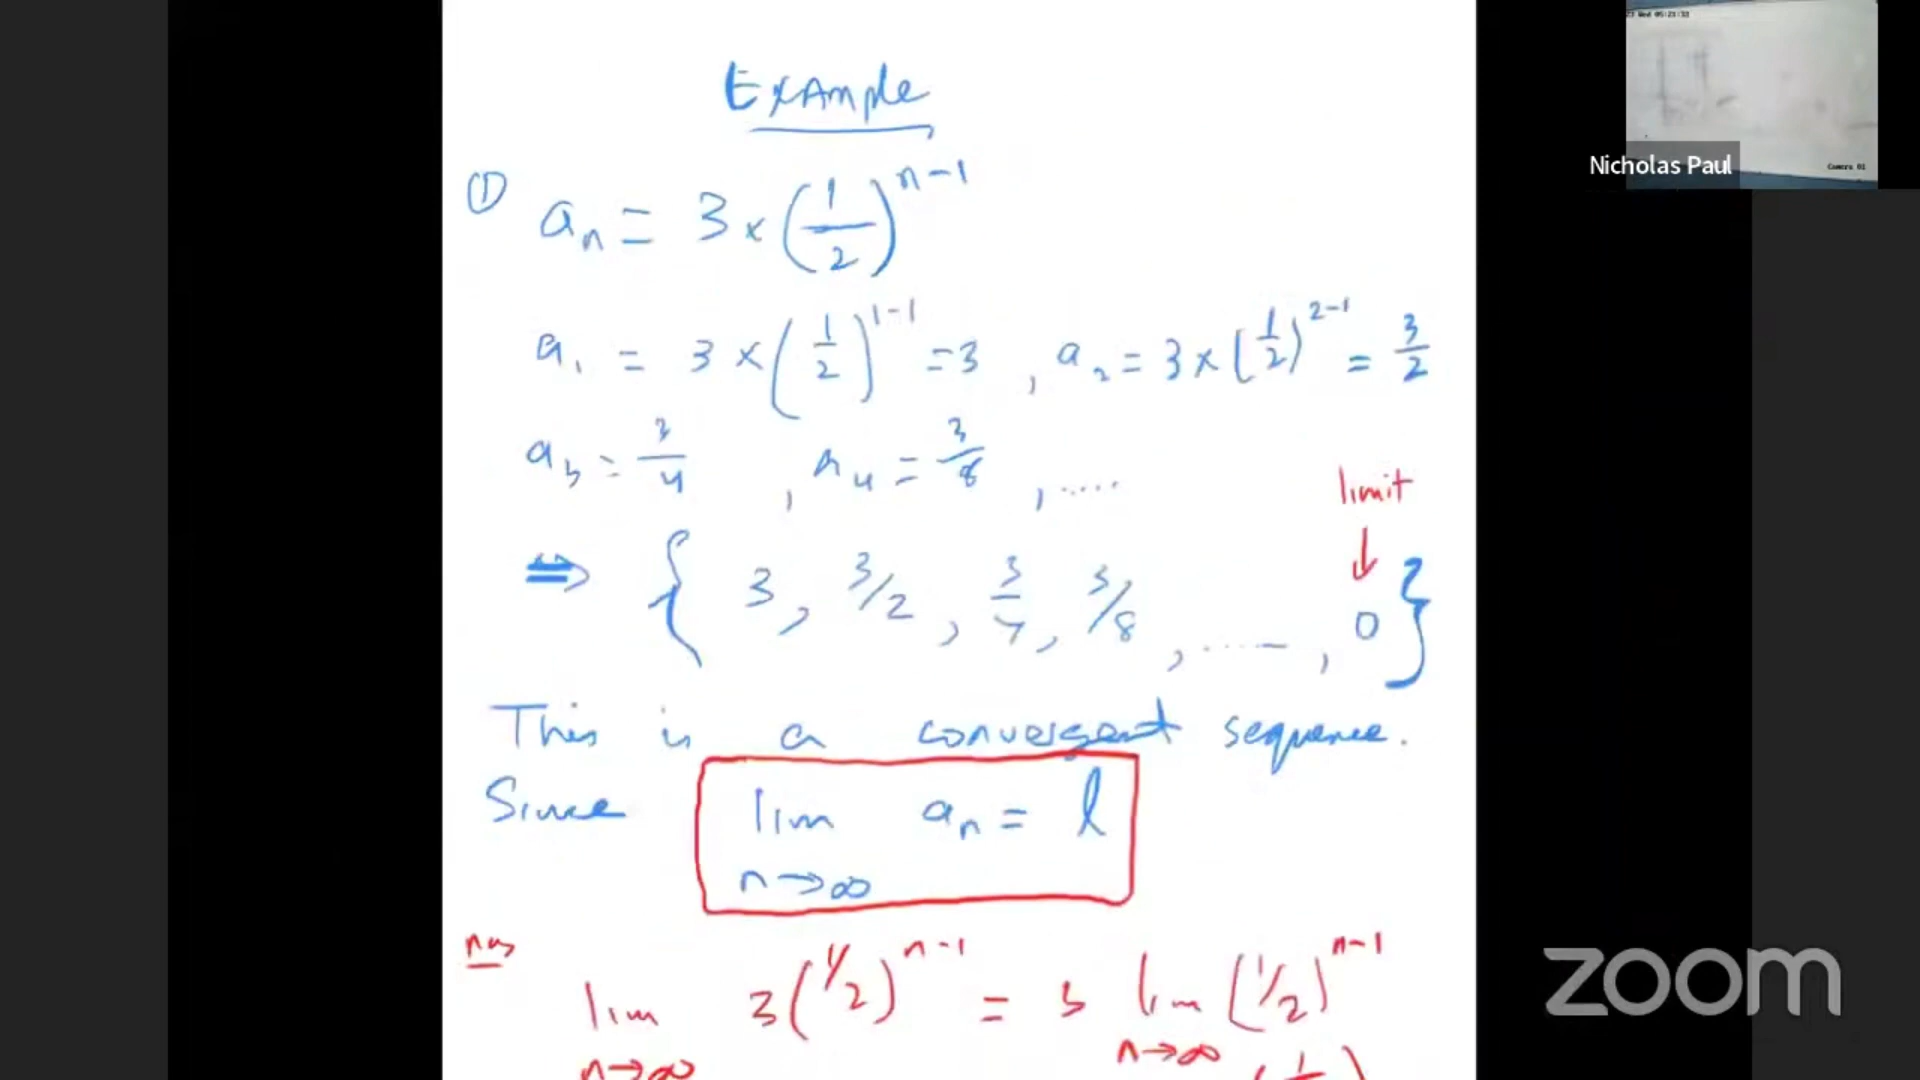 Example
① aₙ = 3 × (1/2)ⁿ⁻¹
a₁ = 3 × (1/2)¹⁻¹ = 3 , a₂ = 3 × (1/2)²⁻¹ = 3/2
a₃ = 3/4 , a₄ = 3/8 , .....
limit
↓
⇒ { 3, 3/2, 3/4, 3/8, ......, 0 }
This is a convergent sequence.
Since lim aₙ = l
n→∞
lim 3(1/2)ⁿ⁻¹ = 3 lim (1/2)ⁿ⁻¹
n→∞ n→∞
Nicholas Paul
Camera 01
zoom